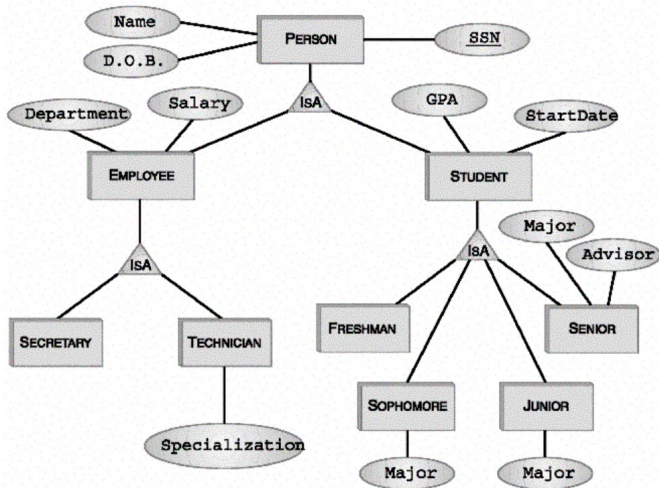 Name
PERSON
SSN
D.O.B.
IsA
Department
Salary
GPA
StartDate
EMPLOYEE
STUDENT
Major
Advisor
IsA
IsA
SECRETARY
TECHNICIAN
FRESHMAN
SENIOR
SOPHOMORE
JUNIOR
Specialization
Major
Major